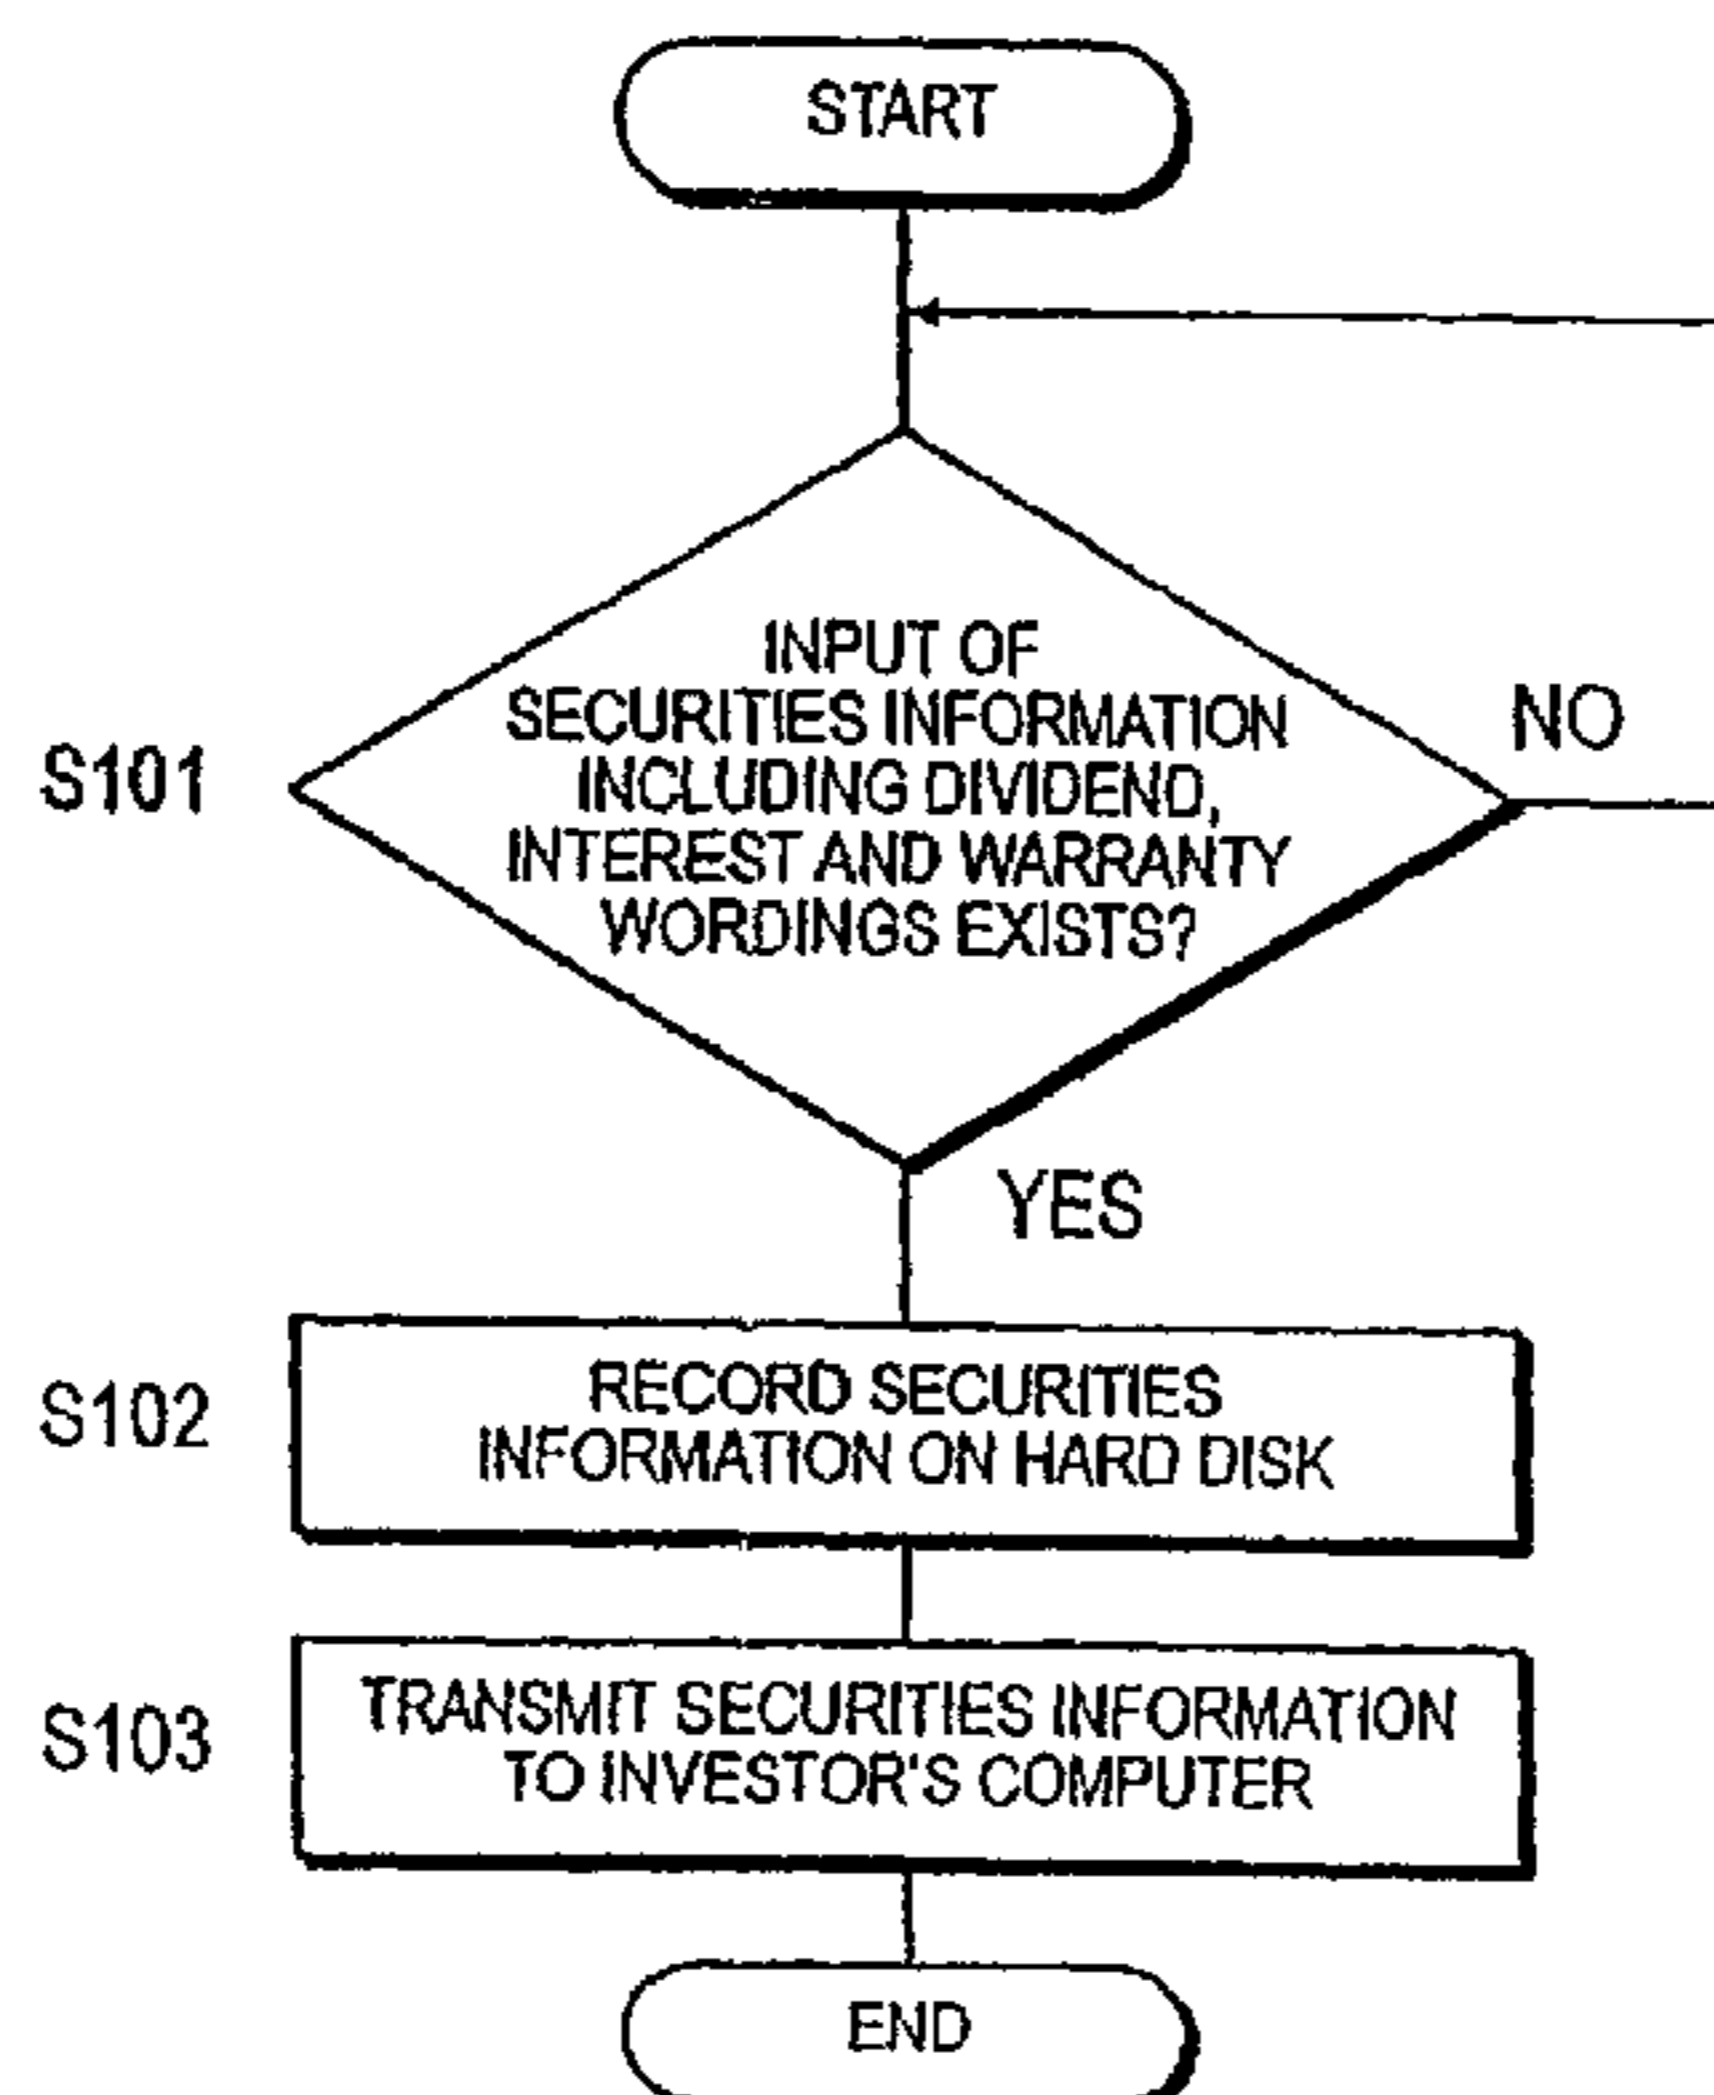 START
INPUT OF
SECURITIES INFORMATION
INCLUDING DIVIDEND,
INTEREST AND WARRANTY
WORDINGS EXISTS?
S101
NO
YES
S102
RECORD SECURITIES
INFORMATION ON HARD DISK
S103
TRANSMIT SECURITIES INFORMATION
TO INVESTOR'S COMPUTER
END